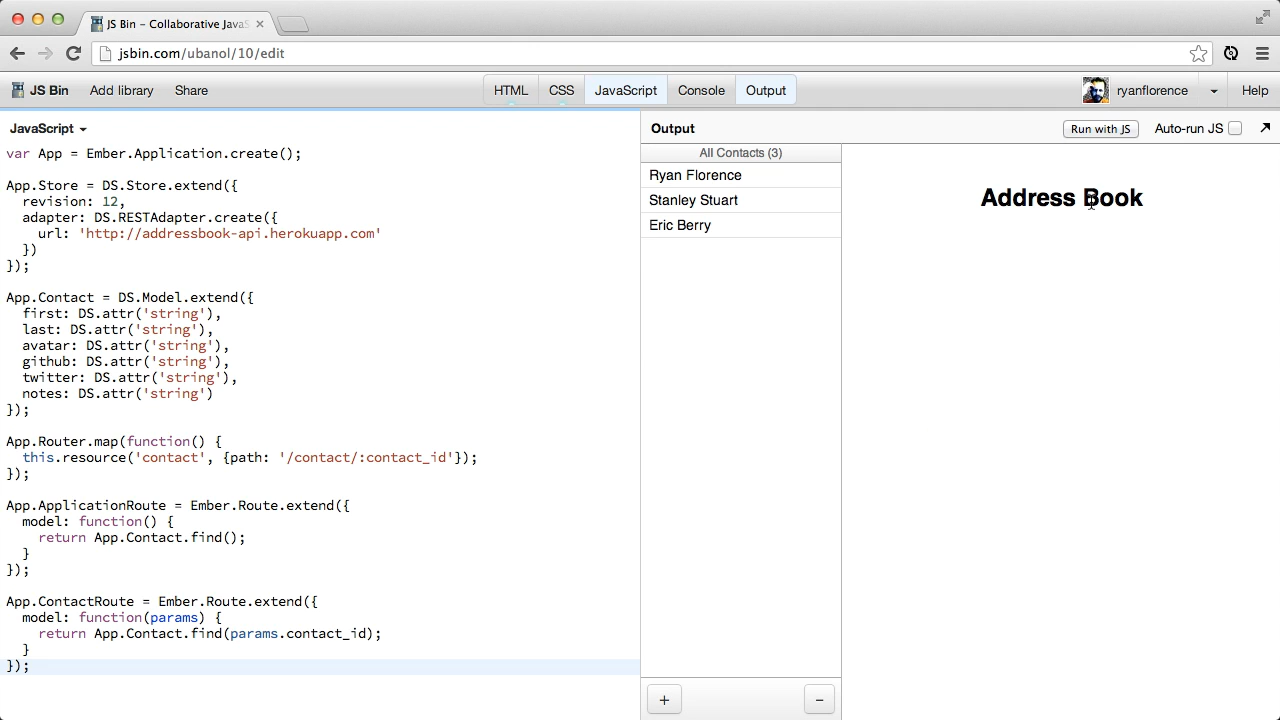 JS Bin – Collaborative JavaS
jsbin.com/ubanol/10/edit
JS Bin Add library Share HTML CSS JavaScript Console Output ryanflorence Help
JavaScript
var App = Ember.Application.create();
App.Store = DS.Store.extend({
  revision: 12,
  adapter: DS.RESTAdapter.create({
    url: 'http://addressbook-api.herokuapp.com'
  })
});
App.Contact = DS.Model.extend({
  first: DS.attr('string'),
  last: DS.attr('string'),
  avatar: DS.attr('string'),
  github: DS.attr('string'),
  twitter: DS.attr('string'),
  notes: DS.attr('string')
});
App.Router.map(function() {
  this.resource('contact', {path: '/contact/:contact_id'});
});
App.ApplicationRoute = Ember.Route.extend({
  model: function() {
    return App.Contact.find();
  }
});
App.ContactRoute = Ember.Route.extend({
  model: function(params) {
    return App.Contact.find(params.contact_id);
  }
});
Output Run with JS Auto-run JS
All Contacts (3)
Ryan Florence
Stanley Stuart
Eric Berry
+ −
Address Book